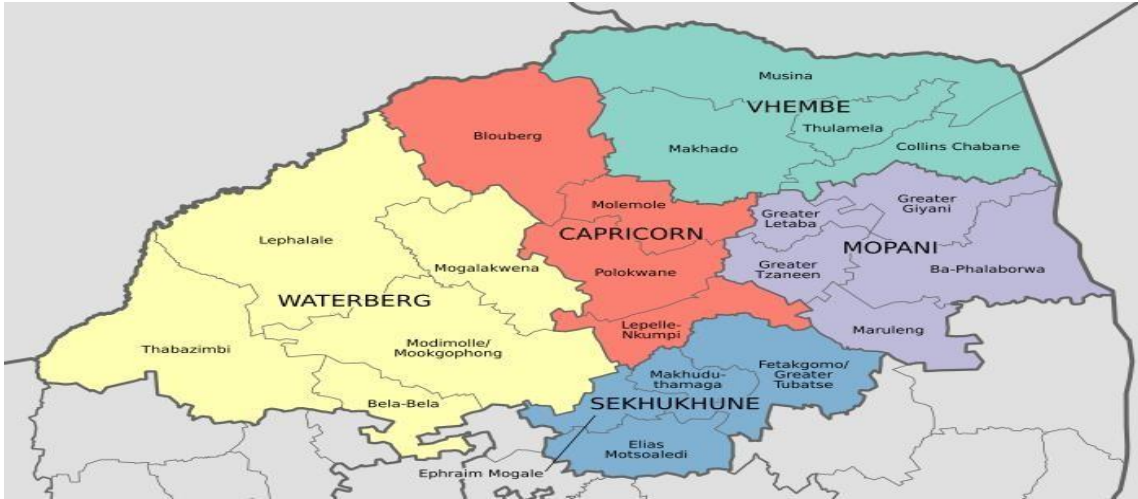 Musina
VHEMBE
Thulamela
Makhado
Collins Chabane
Blouberg
Molemole
CAPRICORN
Polokwane
Lepelle-
Nkumpi
Greater
Letaba
Greater
Giyani
MOPANI
Greater
Tzaneen
Ba-Phalaborwa
Maruleng
Lephalale
Mogalakwena
WATERBERG
Thabazimbi
Modimolle/
Mookgophong
Bela-Bela
Makhudu-
thamaga
Fetakgomo/
Greater
Tubatse
SEKHUKHUNE
Elias
Motsoaledi
Ephraim Mogale